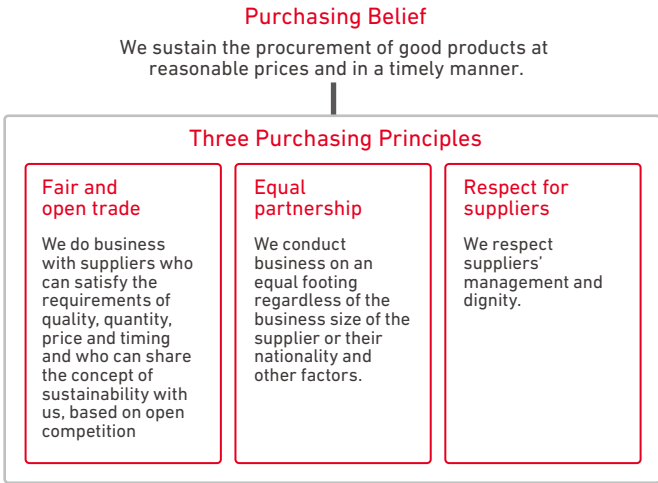 Purchasing Belief
We sustain the procurement of good products at
reasonable prices and in a timely manner.
Three Purchasing Principles
Fair and
open trade
We do business
with suppliers who
can satisfy the
requirements of
quality, quantity,
price and timing
and who can share
the concept of
sustainability with
us, based on open
competition
Equal
partnership
We conduct
business on an
equal footing
regardless of the
business size of the
supplier or their
nationality and
other factors.
Respect for
suppliers
We respect
suppliers’
management and
dignity.